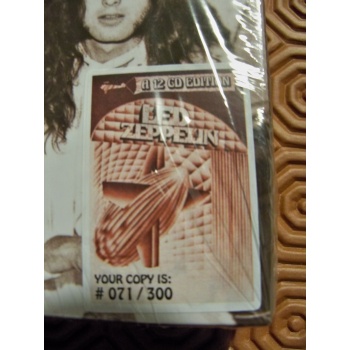 A 12 CD EDITION
LED
ZEPPELIN
YOUR COPY IS:
# 071/300